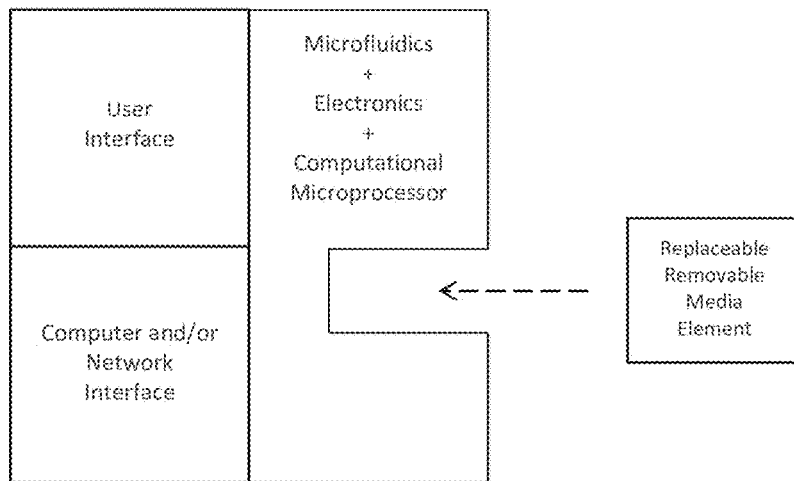 User
Interface
Microfluidics
+
Electronics
+
Computational
Microprocessor
Computer and/or
Network
Interface
Replaceable
Removable
Media
Element